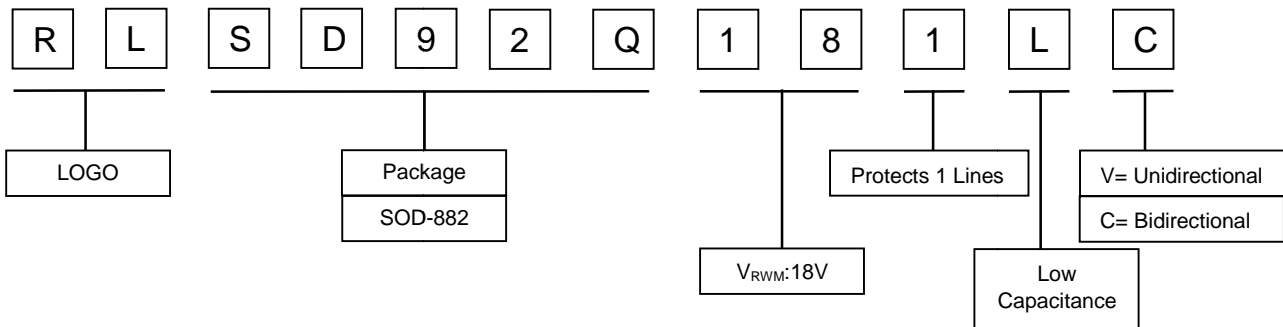 R L S D 9 2 Q 1 8 1 L C
LOGO
Package
SOD-882
Protects 1 Lines
V= Unidirectional
C= Bidirectional
VRWM:18V
Low
Capacitance